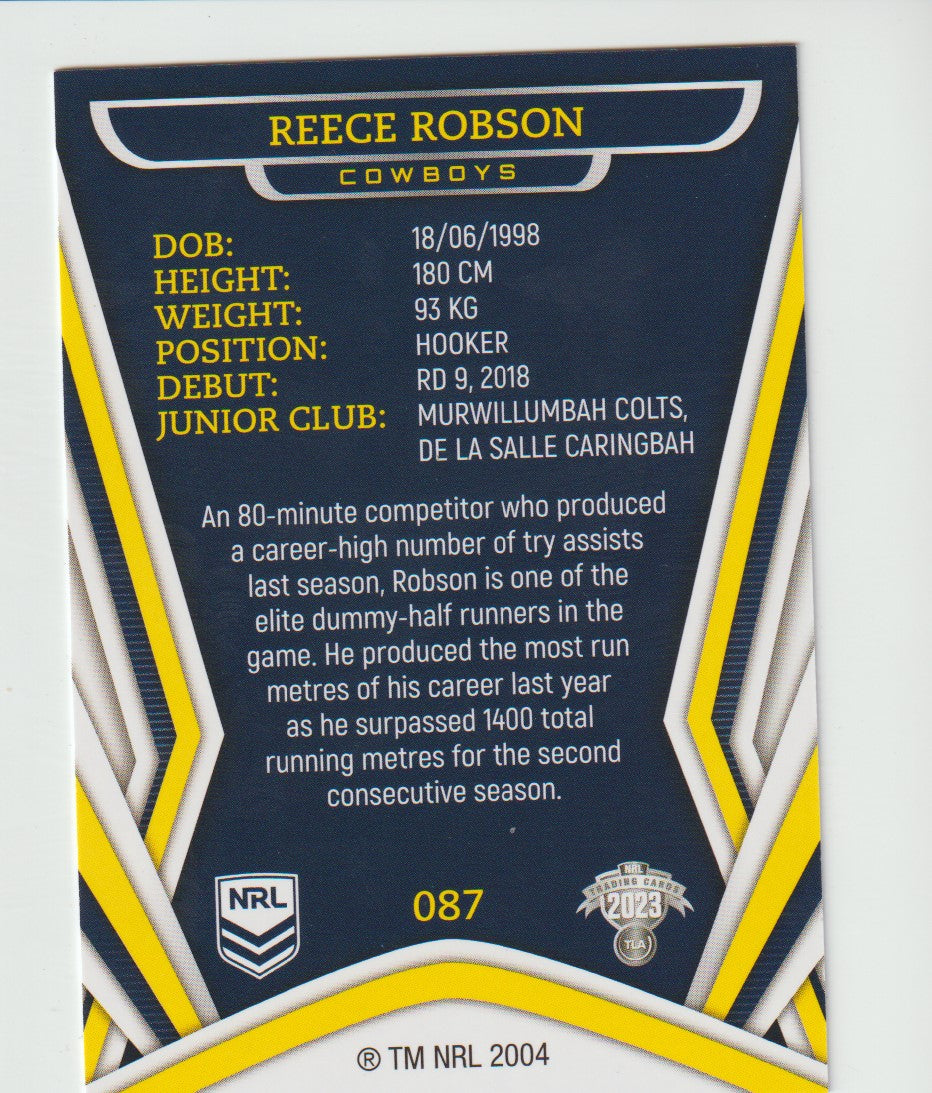 REECE ROBSON
COWBOYS
DOB: 18/06/1998
HEIGHT: 180 CM
WEIGHT: 93 KG
POSITION: HOOKER
DEBUT: RD 9, 2018
JUNIOR CLUB: MURWILLUMBAH COLTS,
DE LA SALLE CARINGBAH
An 80-minute competitor who produced
a career-high number of try assists
last season, Robson is one of the
elite dummy-half runners in the
game. He produced the most run
metres of his career last year
as he surpassed 1400 total
running metres for the second
consecutive season.
NRL
087
NRL
TRADING CARDS
2023
TLA
® TM NRL 2004